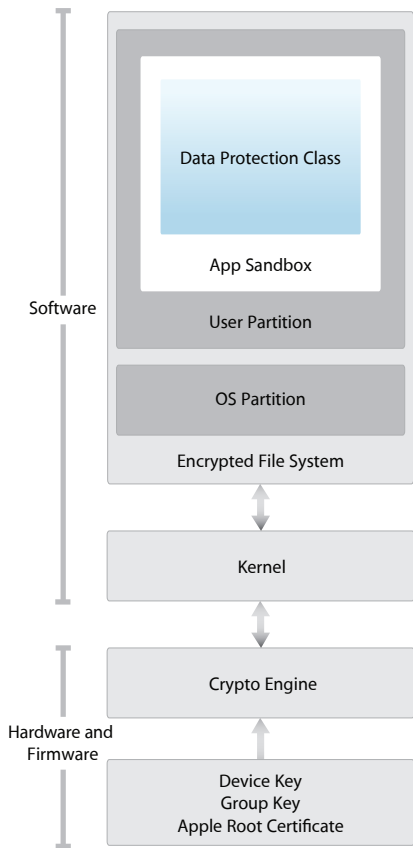 Data Protection Class
App Sandbox
User Partition
OS Partition
Encrypted File System
Software
Kernel
Crypto Engine
Hardware and
Firmware
Device Key
Group Key
Apple Root Certificate